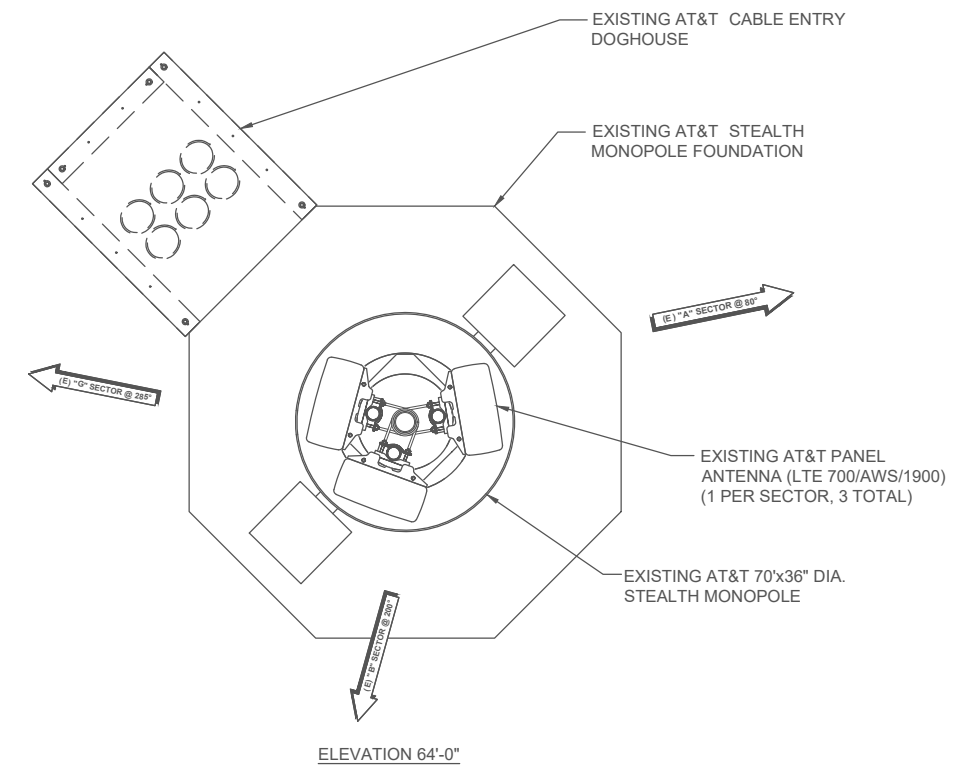 EXISTING AT&T CABLE ENTRY
DOGHOUSE
EXISTING AT&T STEALTH
MONOPOLE FOUNDATION
(E) "A" SECTOR @ 80°
(E) "G" SECTOR @ 285°
EXISTING AT&T PANEL
ANTENNA (LTE 700/AWS/1900)
(1 PER SECTOR, 3 TOTAL)
EXISTING AT&T 70'x36" DIA.
STEALTH MONOPOLE
(E) "B" SECTOR @ 200°
ELEVATION 64'-0"